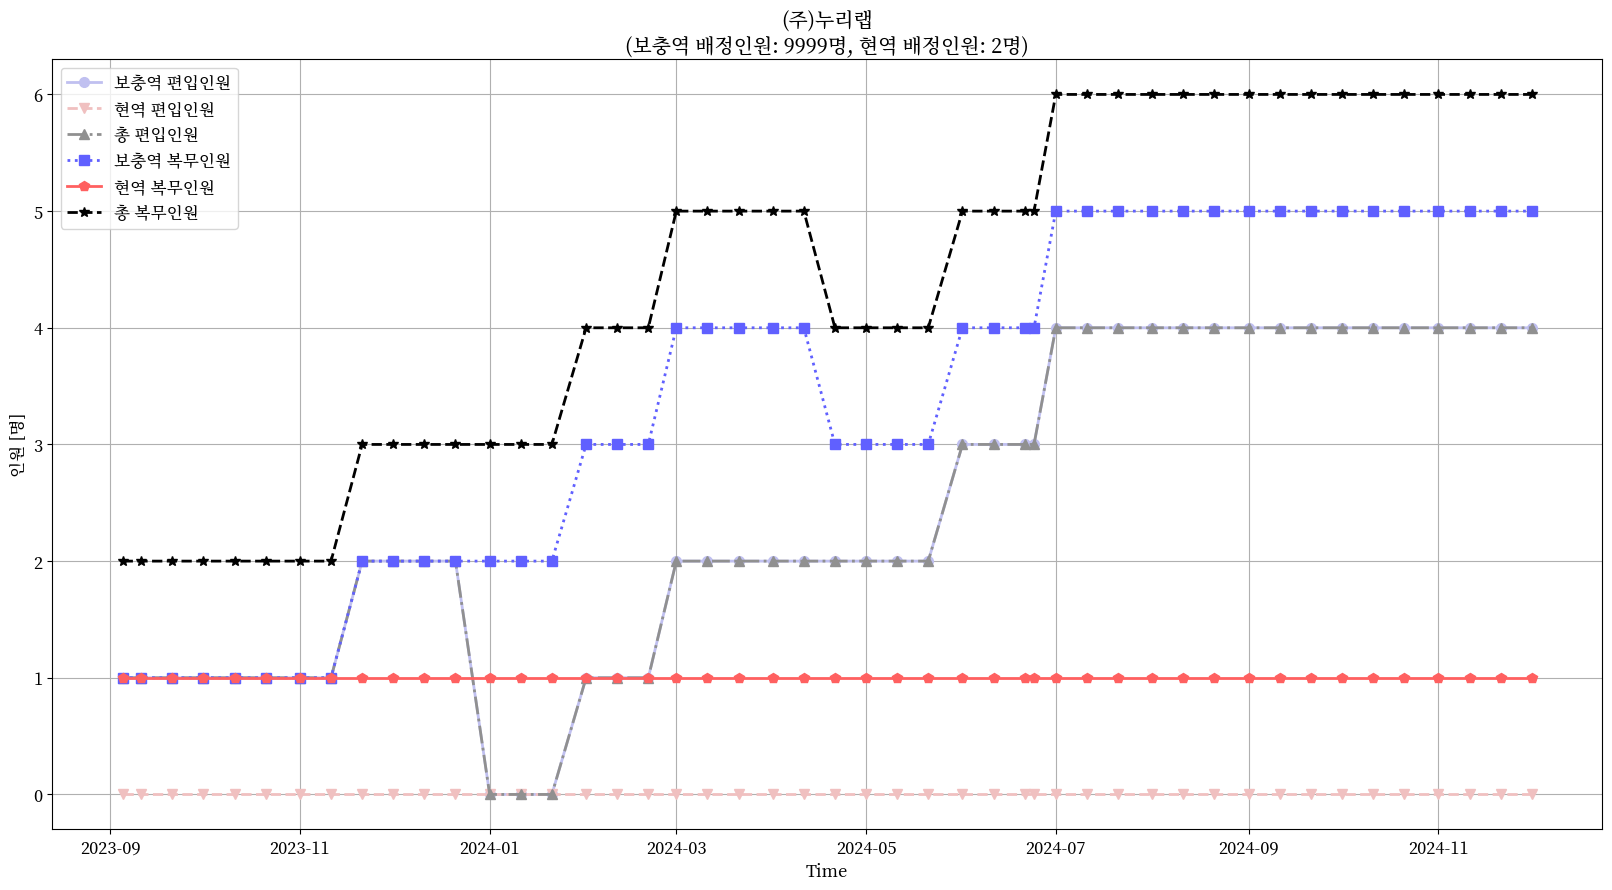 (주)누리랩
(보충역 배정인원: 9999명, 현역 배정인원: 2명)
보충역 편입인원
현역 편입인원
총 편입인원
보충역 복무인원
현역 복무인원
총 복무인원
인원 [명]
6
5
4
3
2
1
0
2023-09
2023-11
2024-01
2024-03
2024-05
2024-07
2024-09
2024-11
Time